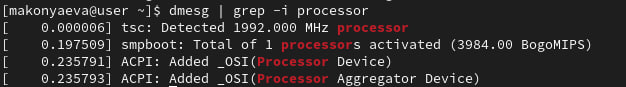 [makonyaeva@user ~]$ dmesg | grep -i processor
[    0.000006] tsc: Detected 1992.000 MHz processor
[    0.197509] smpboot: Total of 1 processors activated (3984.00 BogoMIPS)
[    0.235791] ACPI: Added _OSI(Processor Device)
[    0.235793] ACPI: Added _OSI(Processor Aggregator Device)